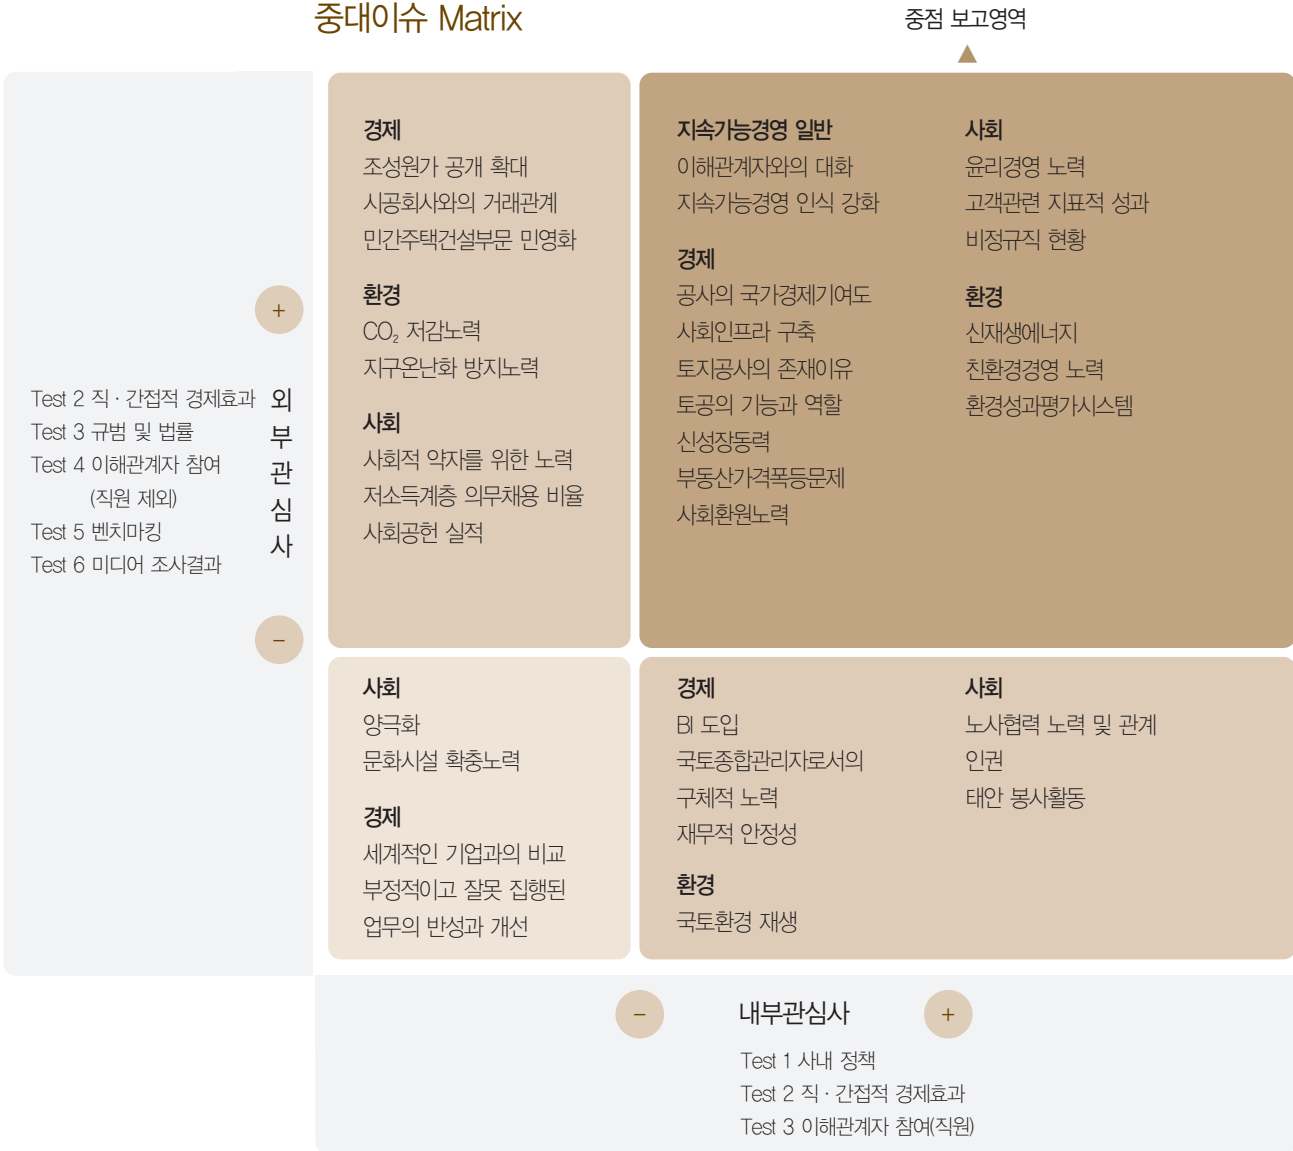 중대이슈 Matrix
중점 보고영역
경제
조성원가 공개 확대
시공회사와의 거래관계
민간주택건설부문 민영화
환경
CO₂ 저감노력
지구온난화 방지노력
사회
사회적 약자를 위한 노력
저소득계층 의무채용 비율
사회공헌 실적
지속가능경영 일반
이해관계자와의 대화
지속가능경영 인식 강화
경제
공사의 국가경제기여도
사회인프라 구축
토지공사의 존재이유
토공의 기능과 역할
신성장동력
부동산가격폭등문제
사회환원노력
사회
윤리경영 노력
고객관련 지표적 성과
비정규직 현황
환경
신재생에너지
친환경경영 노력
환경성과평가시스템
+
외부관심사
−
Test 2 직 · 간접적 경제효과
Test 3 규범 및 법률
Test 4 이해관계자 참여
(직원 제외)
Test 5 벤치마킹
Test 6 미디어 조사결과
사회
양극화
문화시설 확충노력
경제
세계적인 기업과의 비교
부정적이고 잘못 집행된
업무의 반성과 개선
경제
BI 도입
국토종합관리자로서의
구체적 노력
재무적 안정성
환경
국토환경 재생
사회
노사협력 노력 및 관계
인권
태안 봉사활동
− 내부관심사 +
Test 1 사내 정책
Test 2 직 · 간접적 경제효과
Test 3 이해관계자 참여(직원)